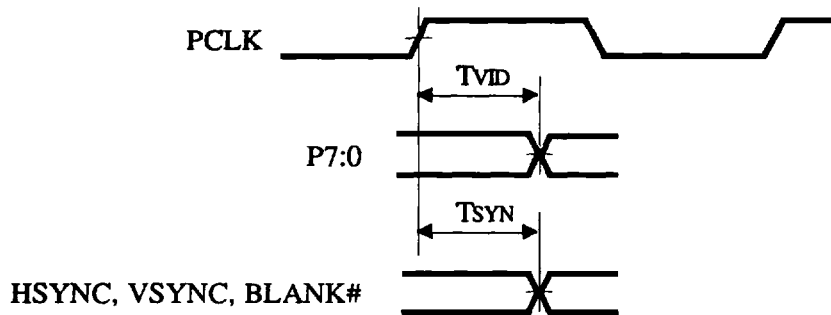 PCLK
TVID
P7:0
TSYN
HSYNC, VSYNC, BLANK#